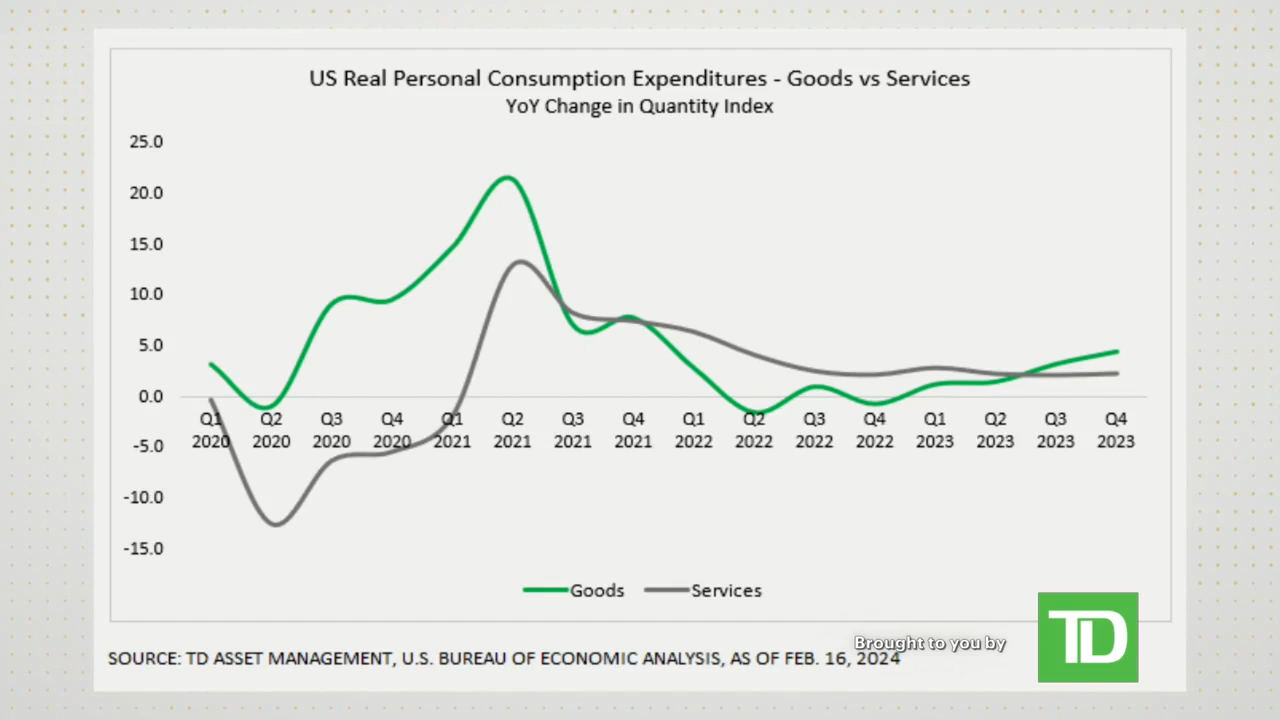 US Real Personal Consumption Expenditures - Goods vs Services
YoY Change in Quantity Index
25.0
20.0
15.0
10.0
5.0
0.0
-5.0
-10.0
-15.0
Q1 Q2 Q3 Q4 Q1 Q2 Q3 Q4 Q1 Q2 Q3 Q4 Q1 Q2 Q3 Q4
2020 2020 2020 2020 2021 2021 2021 2021 2022 2022 2022 2022 2023 2023 2023 2023
Goods Services
Brought to you by
TD
SOURCE: TD ASSET MANAGEMENT, U.S. BUREAU OF ECONOMIC ANALYSIS, AS OF FEB. 16, 2024